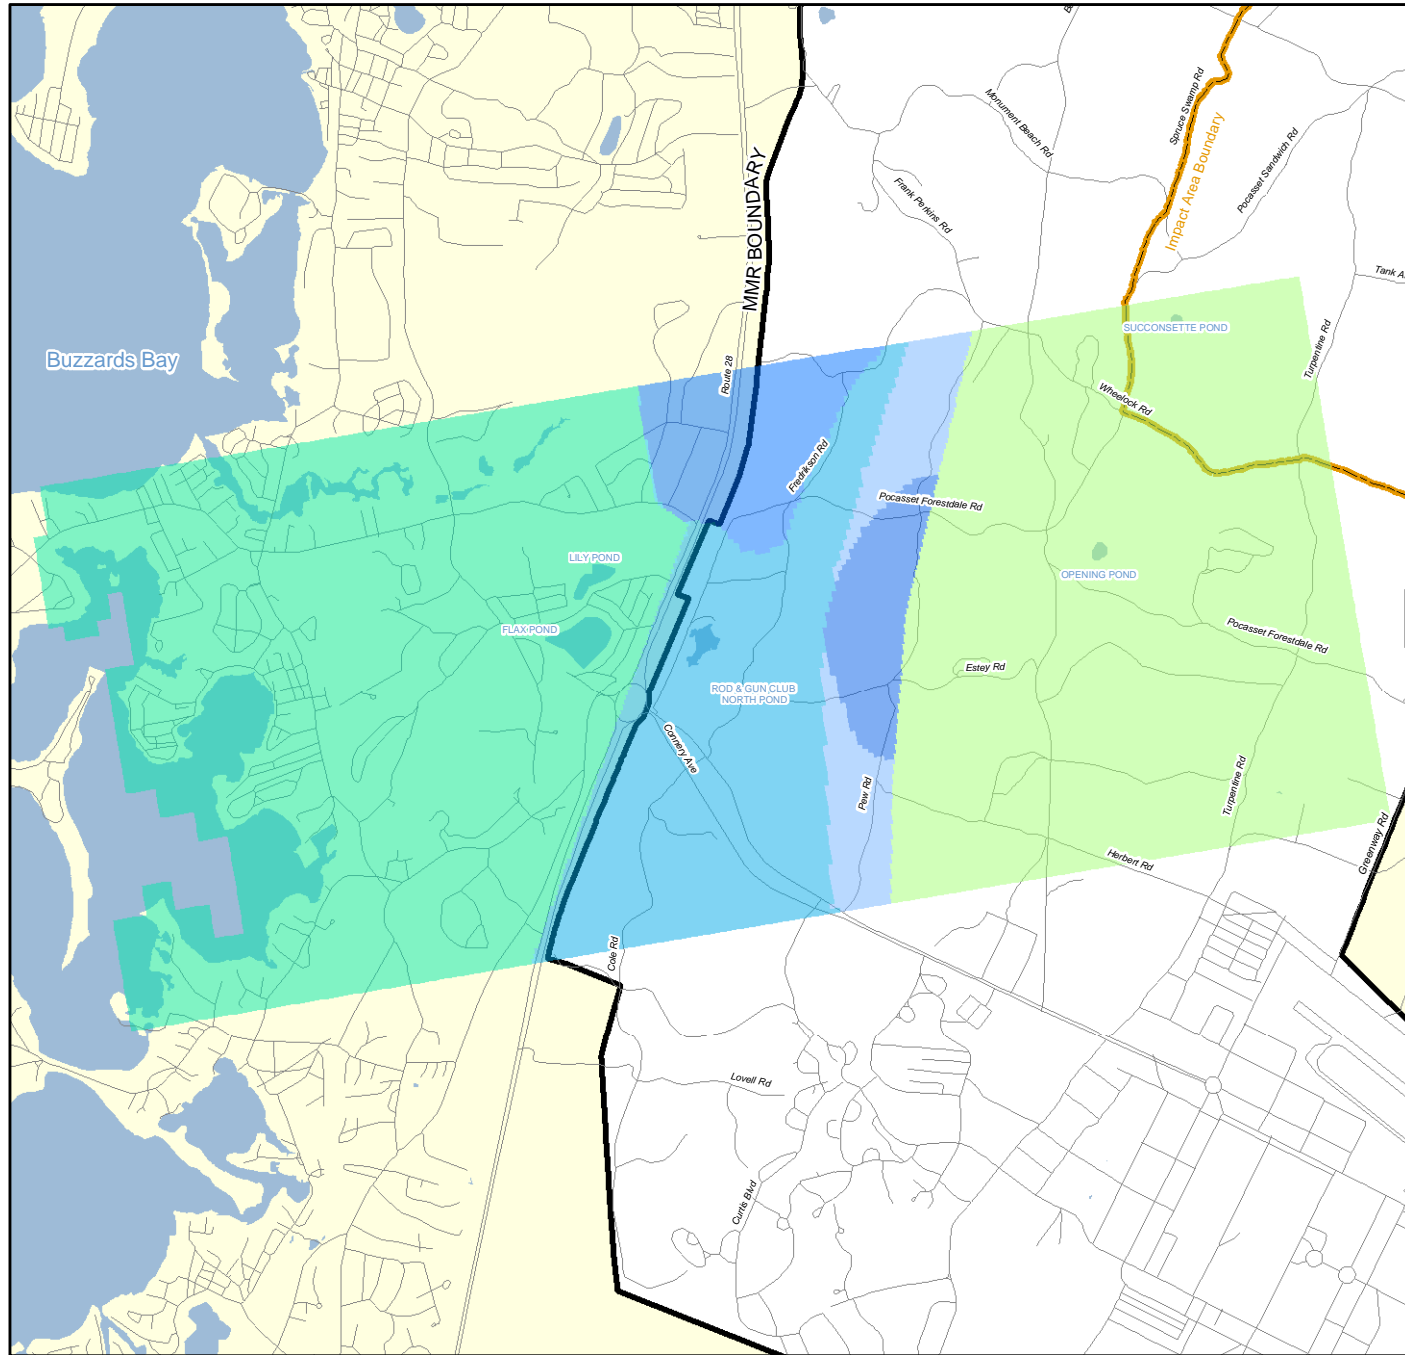 B
Monument Beach Rd
Spruce Swamp Rd
Impact Area Boundary
Pocasset Sandwich Rd
MMR BOUNDARY
Frank Perkins Rd
Tank A
SUCCONSETTE POND
Buzzards Bay
Route 28
Turpentine Rd
Wheelock Rd
Fredrikson Rd
Pocasset Forestdale Rd
LILY POND
OPENING POND
FLAX POND
Pocasset Forestdale Rd
Estey Rd
ROD & GUN CLUB
NORTH POND
Connery Ave
Pew Rd
Turpentine Rd
Greenway Rd
Herbert Rd
Cole Rd
Lovell Rd
Curtis Blvd